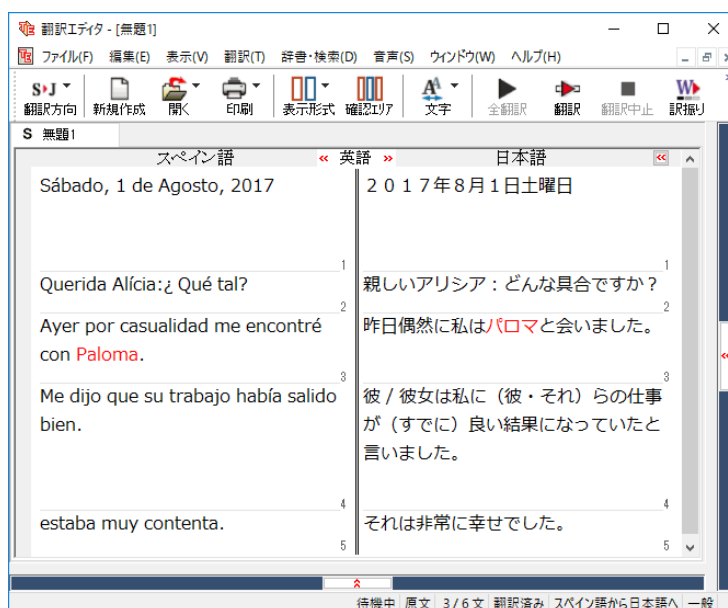 翻訳エディタ - [無題1]
ファイル(F) 編集(E) 表示(V) 翻訳(T) 辞書・検索(D) 音声(S) ウィンドウ(W) ヘルプ(H)
S▸J
翻訳方向 新規作成 開く 印刷 表示形式 確認エリア 文字 全翻訳 翻訳 翻訳中止 訳振り
S 無題1
スペイン語 « 英語 » 日本語 «
Sábado, 1 de Agosto, 2017
1
2017年8月1日土曜日
1
Querida Alícia:¿ Qué tal?
2
親しいアリシア：どんな具合ですか？
2
Ayer por casualidad me encontré
con Paloma.
3
昨日偶然に私はパロマと会いました。
3
Me dijo que su trabajo había salido
bien.
4
彼 / 彼女は私に（彼・それ）らの仕事
が（すでに）良い結果になっていたと
言いました。
4
estaba muy contenta.
5
それは非常に幸せでした。
5
待機中 原文 3/6文 翻訳済み スペイン語から日本語へ 一般